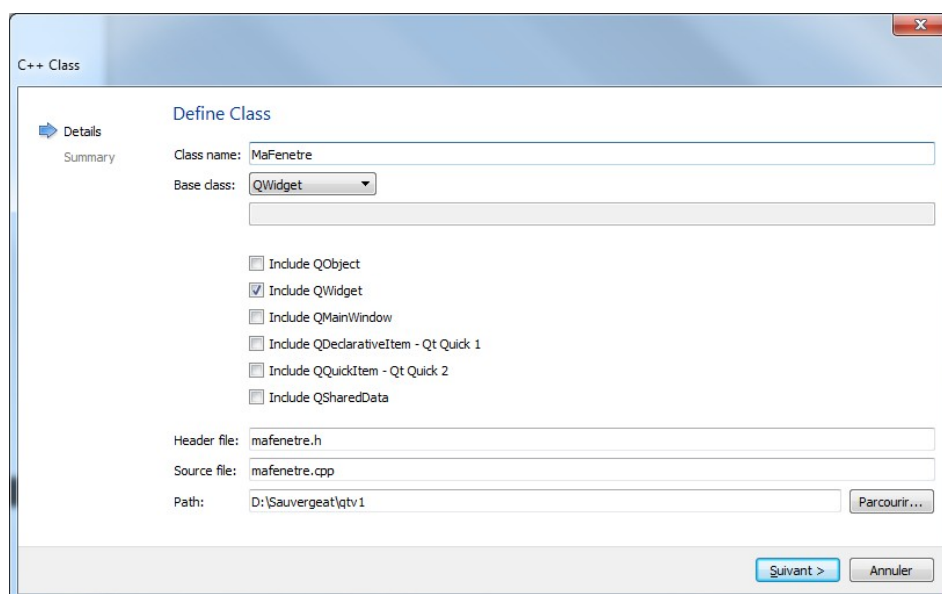 C++ Class
Define Class
Details
Summary
Class name: MaFenetre
Base class: QWidget
Include QObject
Include QWidget
Include QMainWindow
Include QDeclarativeItem - Qt Quick 1
Include QQuickItem - Qt Quick 2
Include QSharedData
Header file: mafenetre.h
Source file: mafenetre.cpp
Path: D:\Sauvergeat\qtv1 Parcourir...
Suivant > Annuler